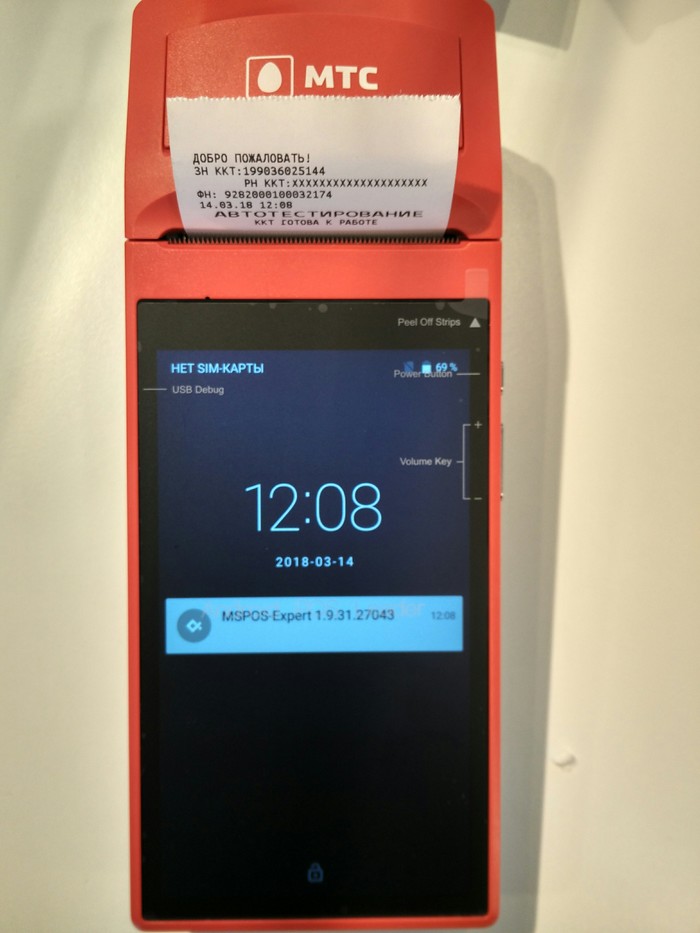 МТС
ДОБРО ПОЖАЛОВАТЬ!
ЗН ККТ:199036025144
РН ККТ:XXXXXXXXXXXXXXXXXXXX
ФН: 9282000100032174
14.03.18 12:08
АВТОТЕСТИРОВАНИЕ
ККТ ГОТОВА К РАБОТЕ
Peel Off Strips
НЕТ SIM-КАРТЫ 69 %
Power Button
USB Debug
+
Volume Key
-
12:08
2018-03-14
MSPOS-Expert 1.9.31.27043 12:08